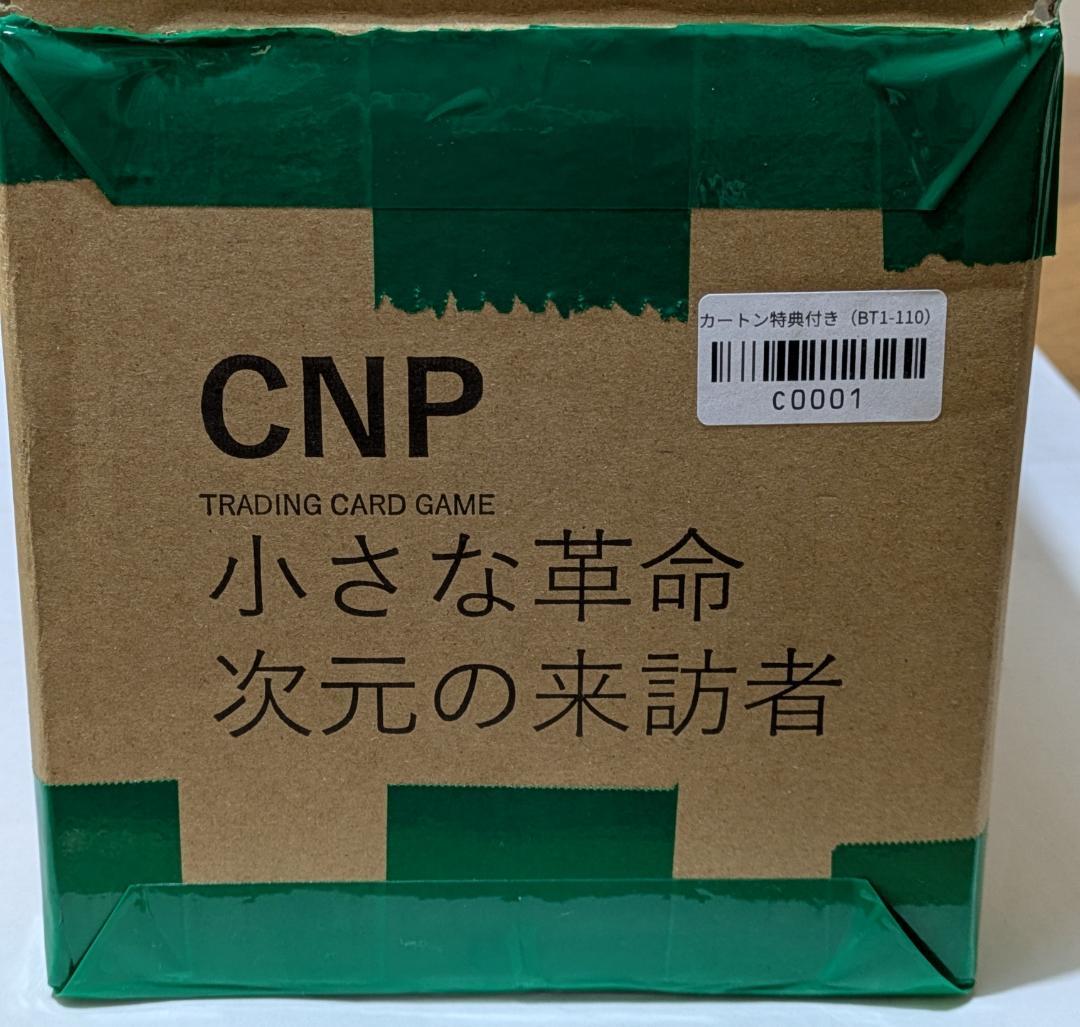 カートン特典付き（BT1-110）
C0001
CNP
TRADING CARD GAME
小さな革命
次元の来訪者